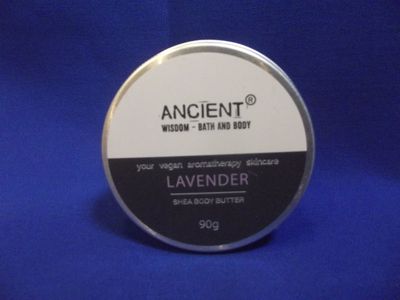 ANCIENT®
WISDOM - BATH AND BODY
your vegan aromatherapy skincare
LAVENDER
SHEA BODY BUTTER
90g